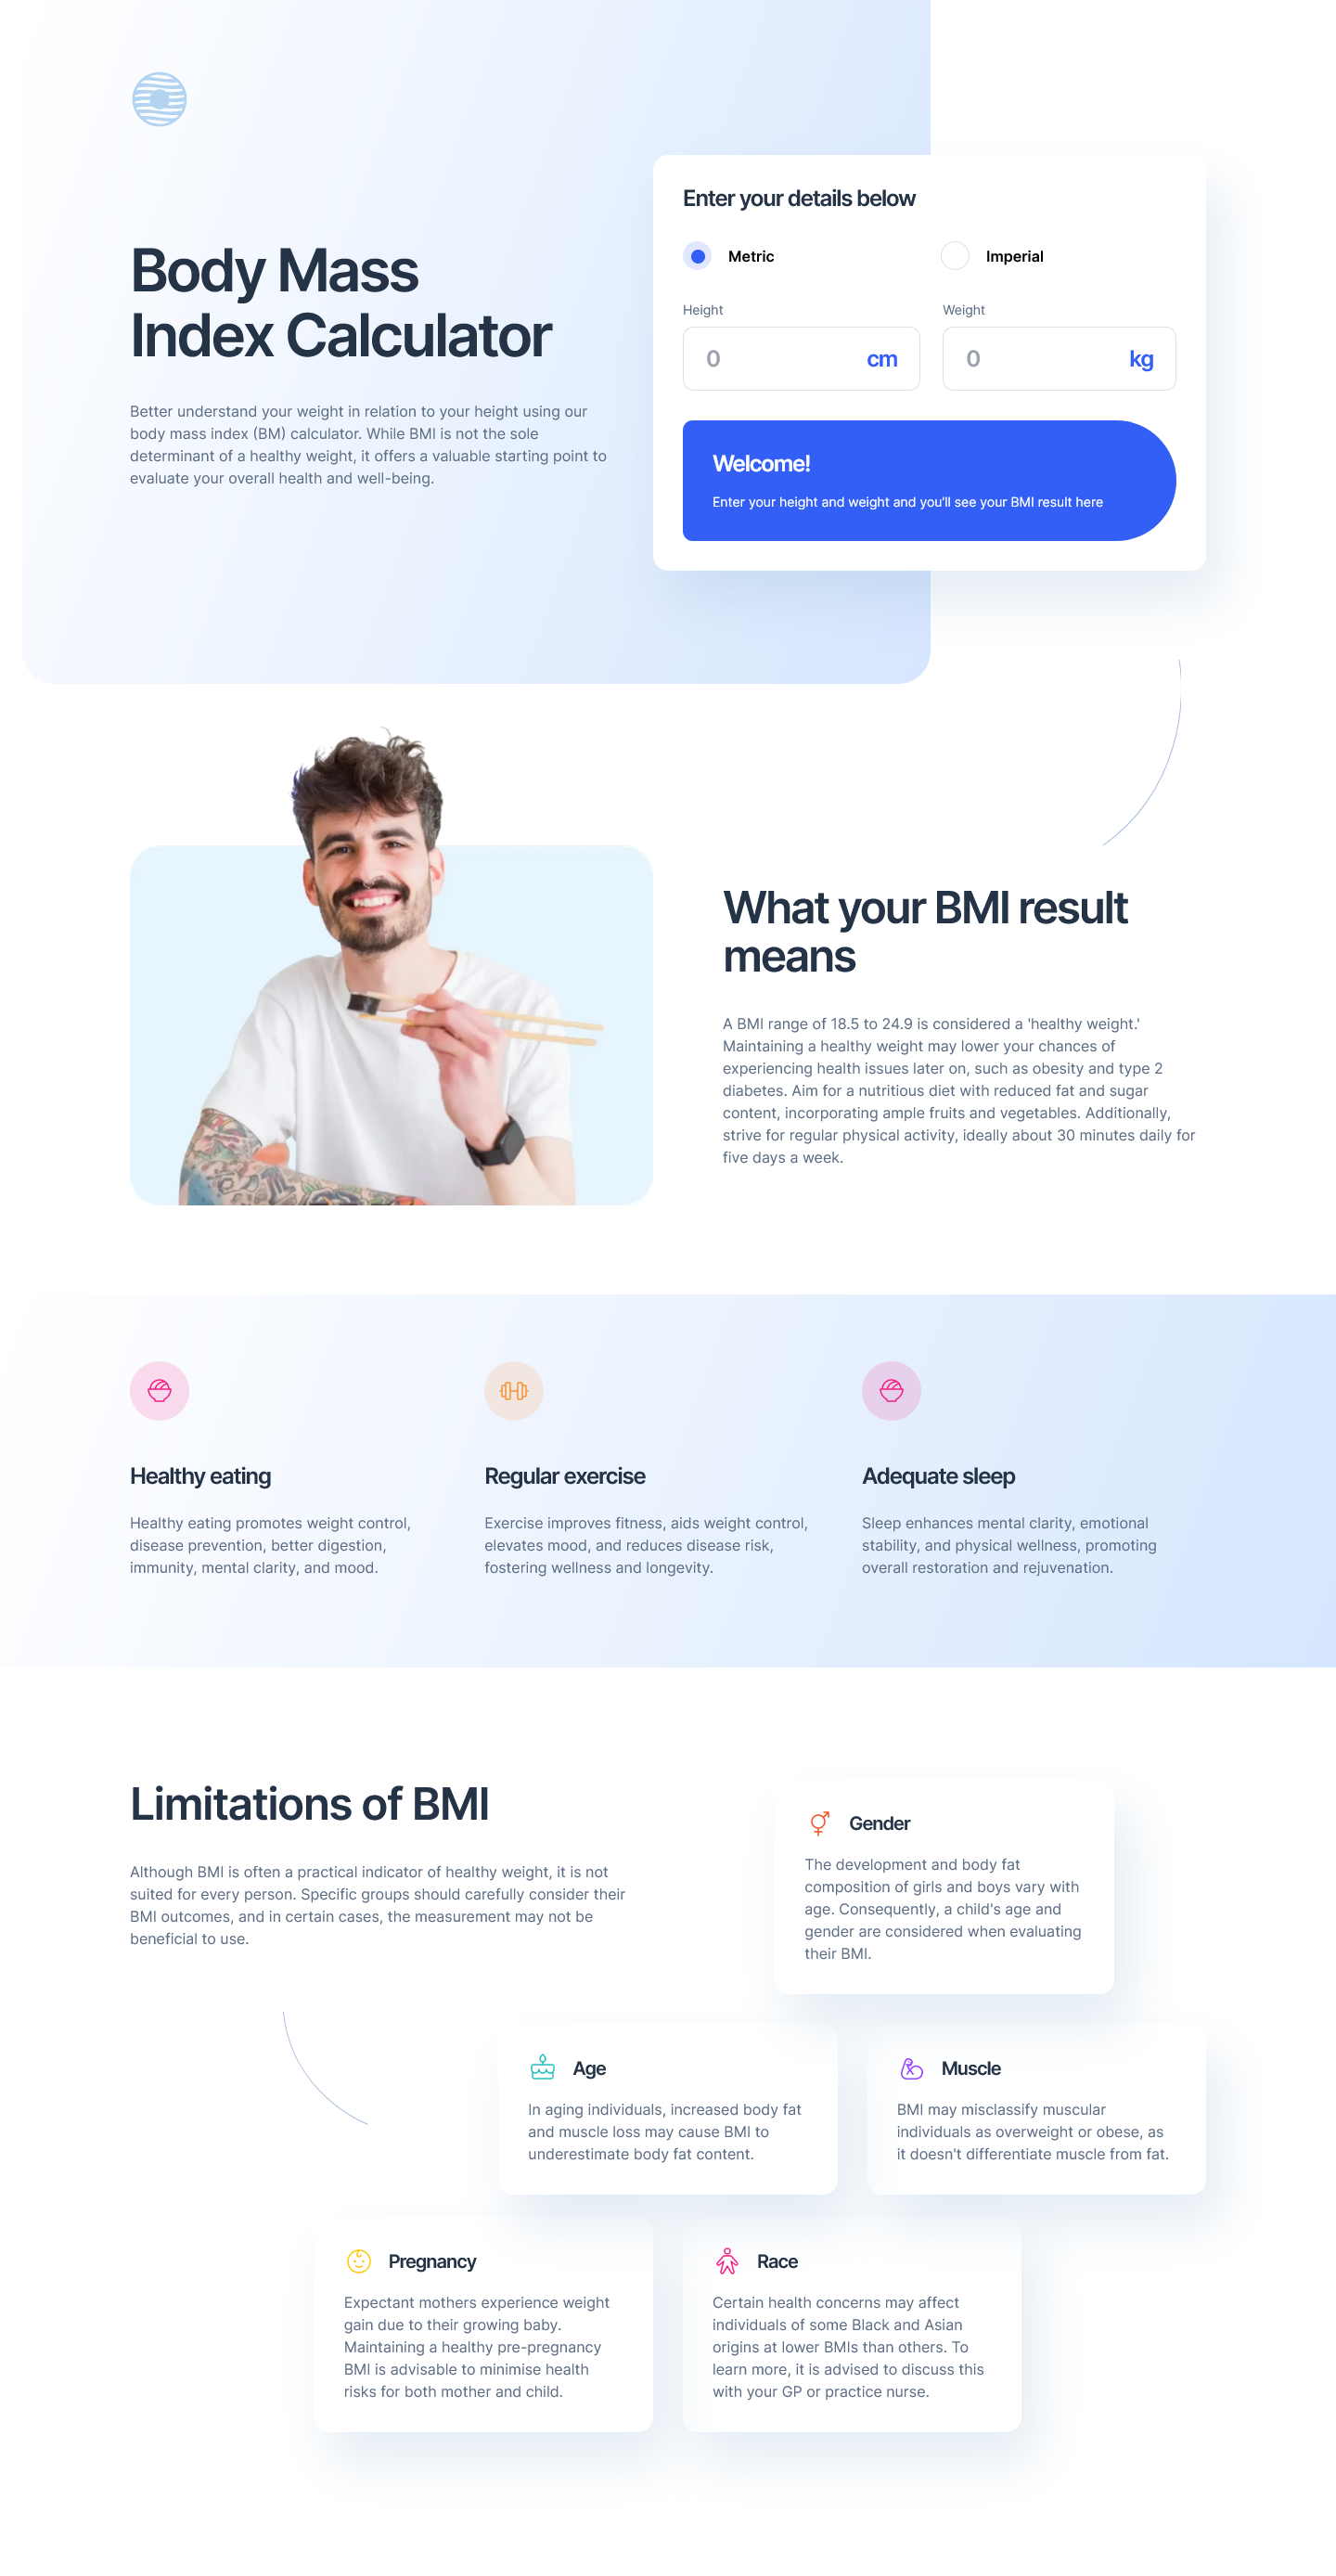 Body Mass
Index Calculator
Better understand your weight in relation to your height using our
body mass index (BM) calculator. While BMI is not the sole
determinant of a healthy weight, it offers a valuable starting point to
evaluate your overall health and well-being.
Enter your details below
Metric
Imperial
Height
Weight
0 cm
0 kg
Welcome!
Enter your height and weight and you'll see your BMI result here
What your BMI result
means
A BMI range of 18.5 to 24.9 is considered a 'healthy weight.'
Maintaining a healthy weight may lower your chances of
experiencing health issues later on, such as obesity and type 2
diabetes. Aim for a nutritious diet with reduced fat and sugar
content, incorporating ample fruits and vegetables. Additionally,
strive for regular physical activity, ideally about 30 minutes daily for
five days a week.
Healthy eating
Healthy eating promotes weight control,
disease prevention, better digestion,
immunity, mental clarity, and mood.
Regular exercise
Exercise improves fitness, aids weight control,
elevates mood, and reduces disease risk,
fostering wellness and longevity.
Adequate sleep
Sleep enhances mental clarity, emotional
stability, and physical wellness, promoting
overall restoration and rejuvenation.
Limitations of BMI
Although BMI is often a practical indicator of healthy weight, it is not
suited for every person. Specific groups should carefully consider their
BMI outcomes, and in certain cases, the measurement may not be
beneficial to use.
Gender
The development and body fat
composition of girls and boys vary with
age. Consequently, a child's age and
gender are considered when evaluating
their BMI.
Age
In aging individuals, increased body fat
and muscle loss may cause BMI to
underestimate body fat content.
Muscle
BMI may misclassify muscular
individuals as overweight or obese, as
it doesn't differentiate muscle from fat.
Pregnancy
Expectant mothers experience weight
gain due to their growing baby.
Maintaining a healthy pre-pregnancy
BMI is advisable to minimise health
risks for both mother and child.
Race
Certain health concerns may affect
individuals of some Black and Asian
origins at lower BMIs than others. To
learn more, it is advised to discuss this
with your GP or practice nurse.